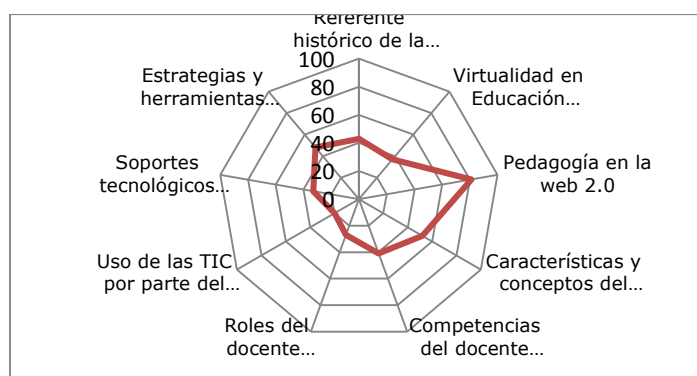 Referente
histórico de la...
Virtualidad en
Educación...
Pedagogía en la
web 2.0
Características y
conceptos del...
Competencias
del docente...
Roles del
docente...
Uso de las TIC
por parte del...
Soportes
tecnológicos...
Estrategias y
herramientas...
100
80
60
40
20
0